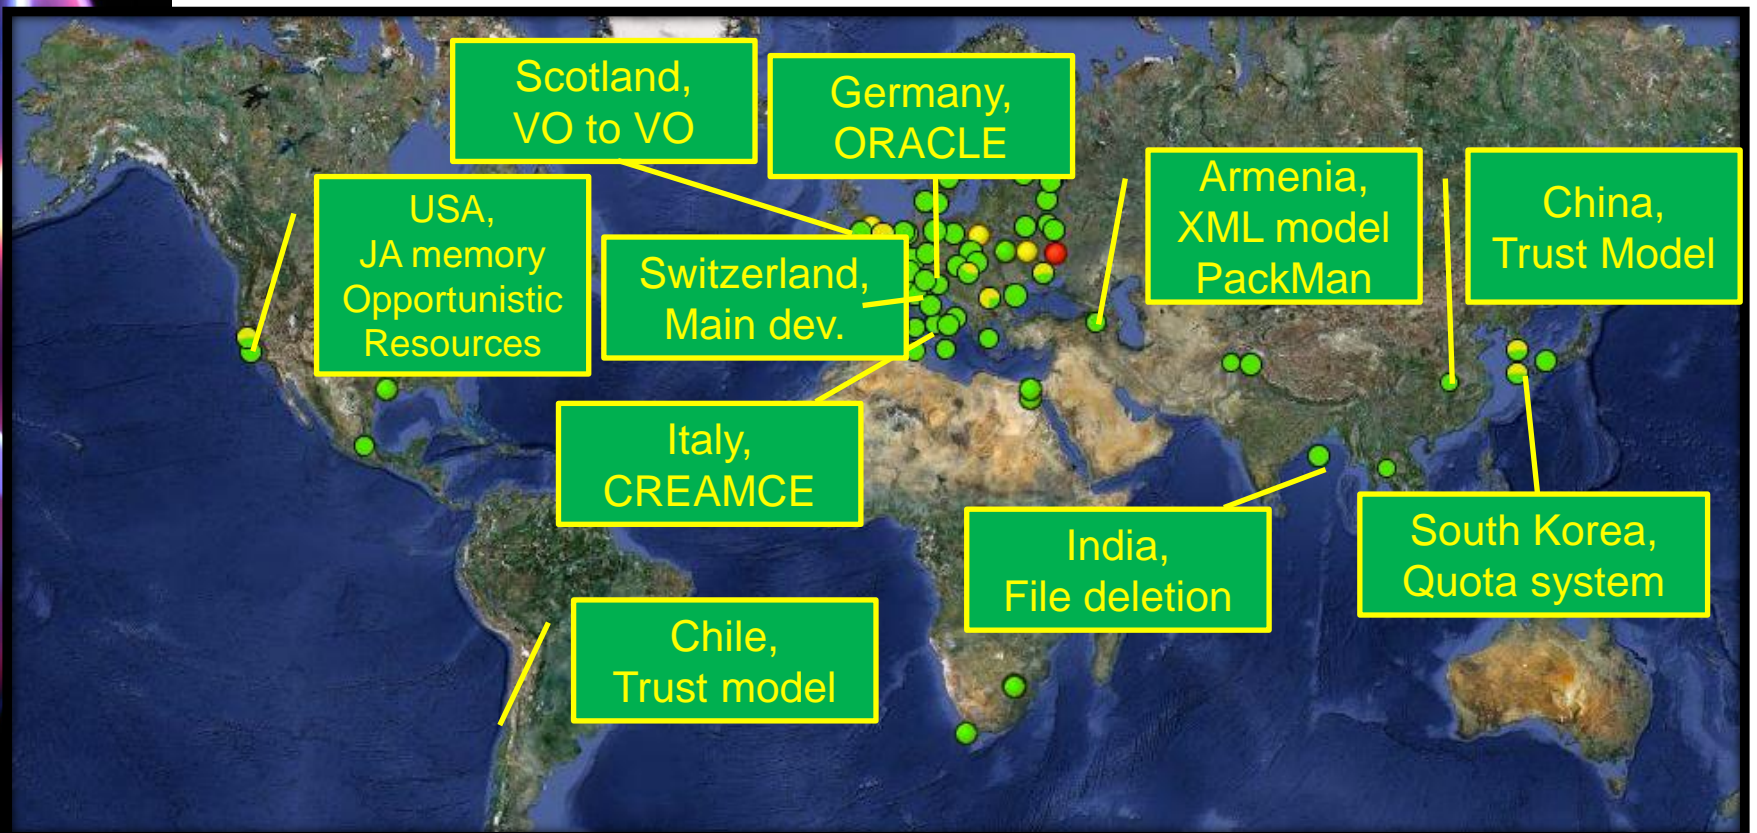 Scotland,
VO to VO
Germany,
ORACLE
Armenia,
XML model
PackMan
China,
Trust Model
USA,
JA memory
Opportunistic
Resources
Switzerland,
Main dev.
Italy,
CREAMCE
India,
File deletion
South Korea,
Quota system
Chile,
Trust model